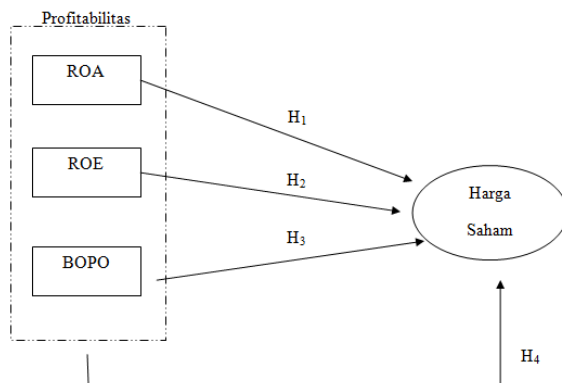 Profitabilitas
ROA
H1
ROE
H2
Harga
Saham
H3
BOPO
H4